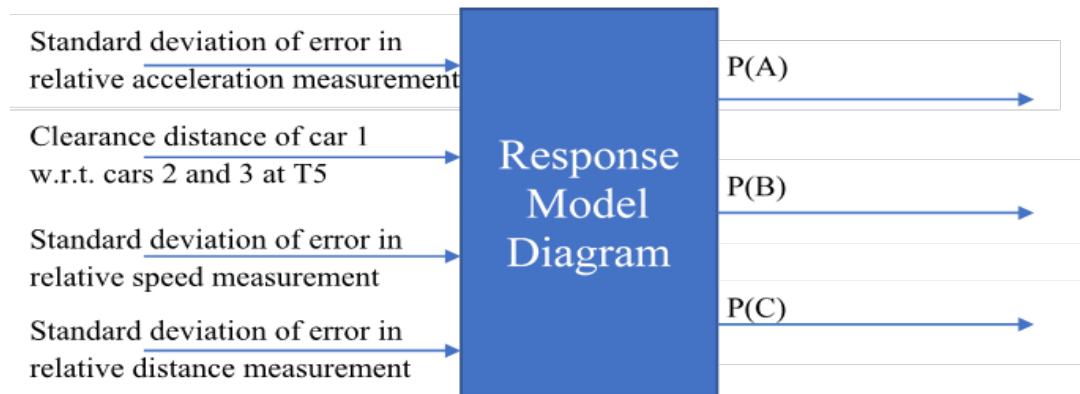 Standard deviation of error in
relative acceleration measurement
Clearance distance of car 1
w.r.t. cars 2 and 3 at T5
Standard deviation of error in
relative speed measurement
Standard deviation of error in
relative distance measurement
Response
Model
Diagram
P(A)
P(B)
P(C)